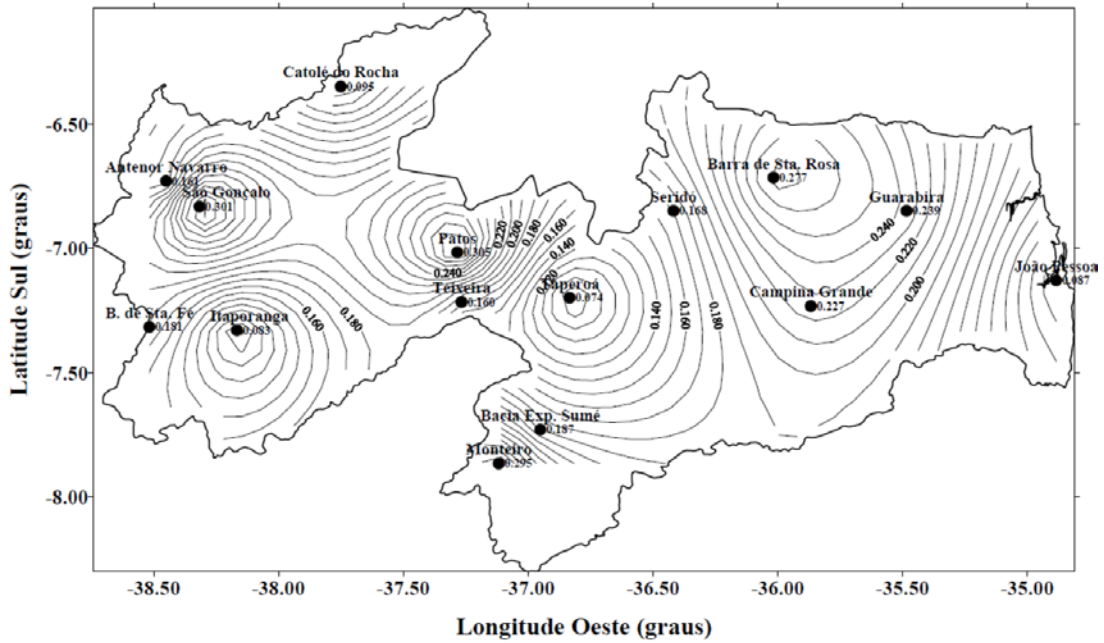 Catolé do Rocha
0.095
-6.50
Antenor Navarro
0.161
São Gonçalo
0.301
Barra de Sta. Rosa
0.277
Seridó
0.168
Guarabira
0.239
-7.00
Patos
0.305
0.220
0.200
0.180
0.160
0.140
0.240
0.220
0.200
João Pessoa
0.087
0.240
Teixeira
0.160
Taperoá
0.074
Campina Grande
0.227
B. de Sta. Fé
0.181
Itaporanga
0.083
0.160
0.180
0.140
0.160
0.180
-7.50
Bacia Exp. Sumé
0.187
Monteiro
0.295
-8.00
-38.50
-38.00
-37.50
-37.00
-36.50
-36.00
-35.50
-35.00
Latitude Sul (graus)
Longitude Oeste (graus)